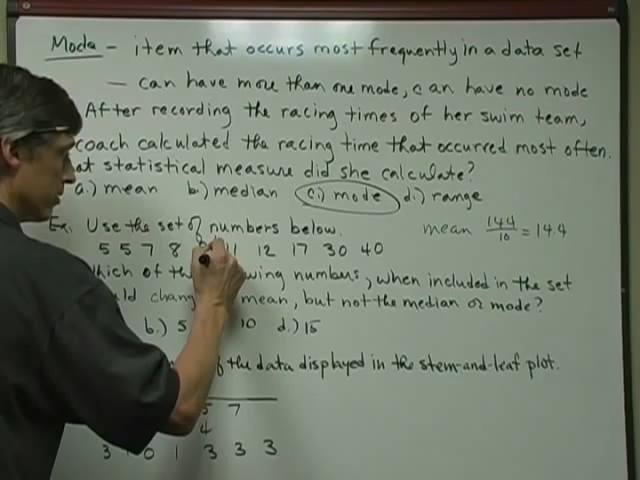 Mode - item that occurs most frequently in a data set
- can have more than one mode, can have no mode
After recording the racing times of her swim team,
coach calculated the racing time that occurred most often.
at statistical measure did she calculate?
a.) mean b.) median c.) mode d.) range
Ex. Use the set of numbers below. mean 144/10 = 14.4
5 5 7 8 11 12 17 30 40
which of the wing numbers, when included in the set
uld chang mean, but not the median or mode?
b.) 5 10 d.) 15
of the data displayed in the stem-and-leaf plot.
5 7
4
3 0 1 3 3 3